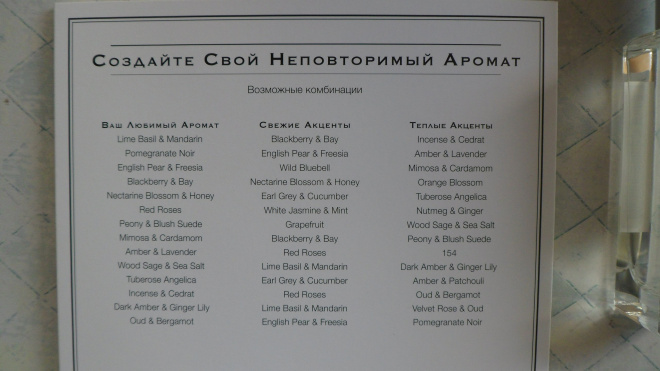 Создайте Свой Неповторимый Аромат
Возможные комбинации
Ваш Любимый Аромат Свежие Акценты Теплые Акценты
Lime Basil & Mandarin Blackberry & Bay Incense & Cedrat
Pomegranate Noir English Pear & Freesia Amber & Lavender
English Pear & Freesia Wild Bluebell Mimosa & Cardamom
Blackberry & Bay Nectarine Blossom & Honey Orange Blossom
Nectarine Blossom & Honey Earl Grey & Cucumber Tuberose Angelica
Red Roses White Jasmine & Mint Nutmeg & Ginger
Peony & Blush Suede Grapefruit Wood Sage & Sea Salt
Mimosa & Cardamom Blackberry & Bay Peony & Blush Suede
Amber & Lavender Red Roses 154
Wood Sage & Sea Salt Lime Basil & Mandarin Dark Amber & Ginger Lily
Tuberose Angelica Earl Grey & Cucumber Amber & Patchouli
Incense & Cedrat Red Roses Oud & Bergamot
Dark Amber & Ginger Lily Lime Basil & Mandarin Velvet Rose & Oud
Oud & Bergamot English Pear & Freesia Pomegranate Noir